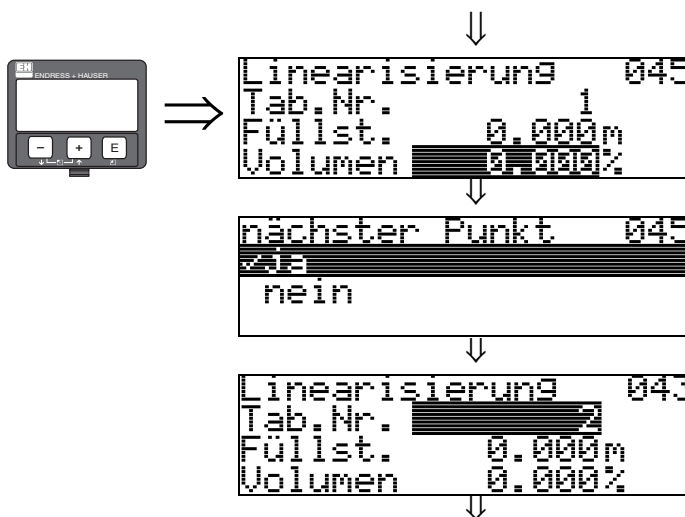 EH
ENDRESS + HAUSER
–
+
E
Linearisierung 045
Tab.Nr. 1
Füllst. 0.000m
Volumen 0.000%
nächster Punkt 045
✓ja
nein
Linearisierung 043
Tab.Nr. 2
Füllst. 0.000m
Volumen 0.000%